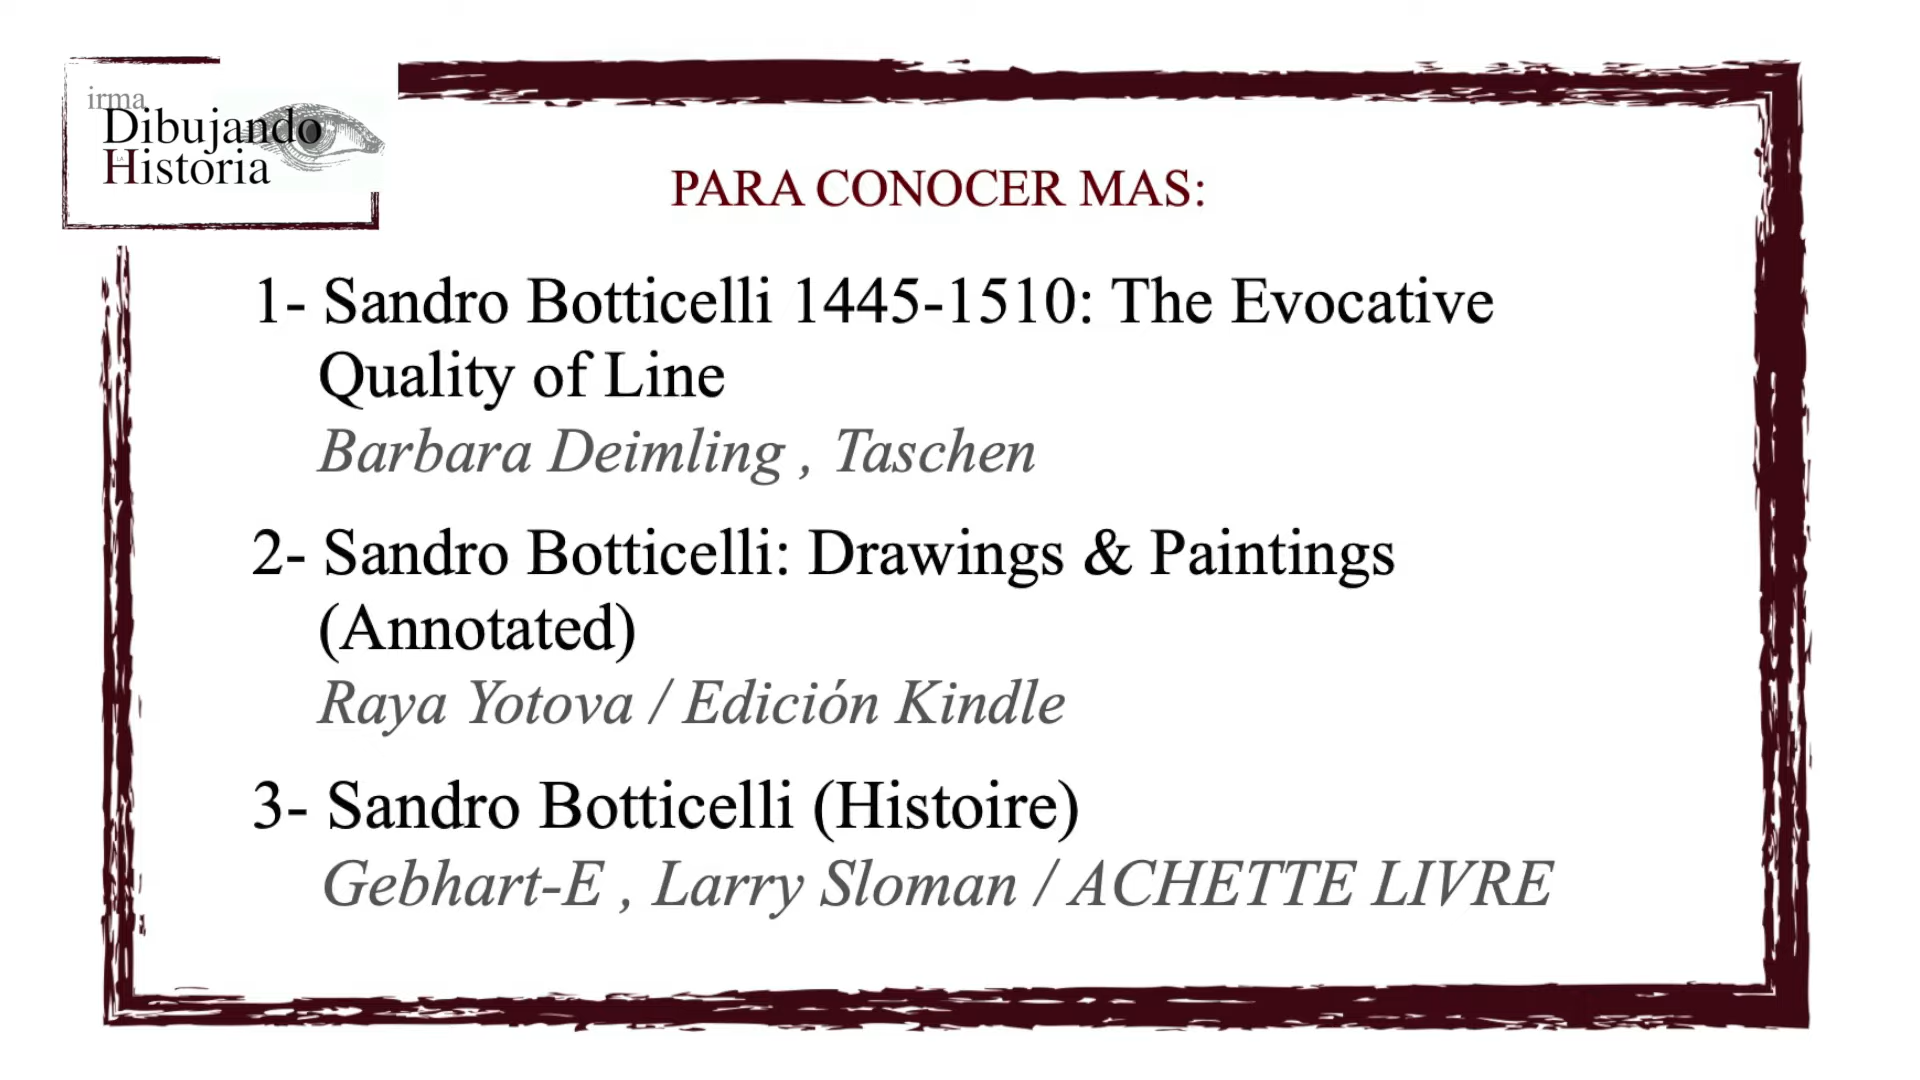 irma
Dibujando
LA
Historia
PARA CONOCER MAS:
1- Sandro Botticelli 1445-1510: The Evocative
Quality of Line
Barbara Deimling , Taschen
2- Sandro Botticelli: Drawings & Paintings
(Annotated)
Raya Yotova / Edición Kindle
3- Sandro Botticelli (Histoire)
Gebhart-E , Larry Sloman / ACHETTE LIVRE